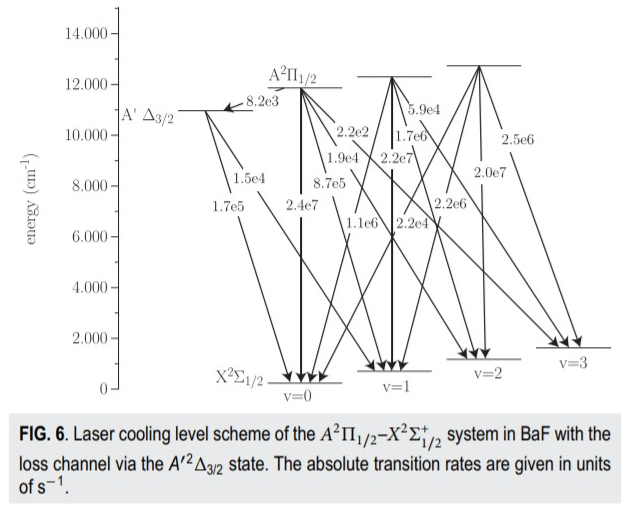 14.000
12.000
10.000
8.000
6.000
4.000
2.000
0
energy (cm⁻¹)
A²Π₁/₂
A' Δ₃/₂
8.2e3
5.9e4
2.2e2
1.7e6
2.5e6
1.9e4
2.2e7
2.0e7
1.5e4
8.7e5
1.7e5
2.4e7
2.2e6
1.1e6
2.2e4
X²Σ₁/₂
v=0
v=1
v=2
v=3
FIG. 6. Laser cooling level scheme of the A²Π₁/₂–X²Σ⁺₁/₂ system in BaF with the
loss channel via the A′²Δ₃/₂ state. The absolute transition rates are given in units
of s⁻¹.